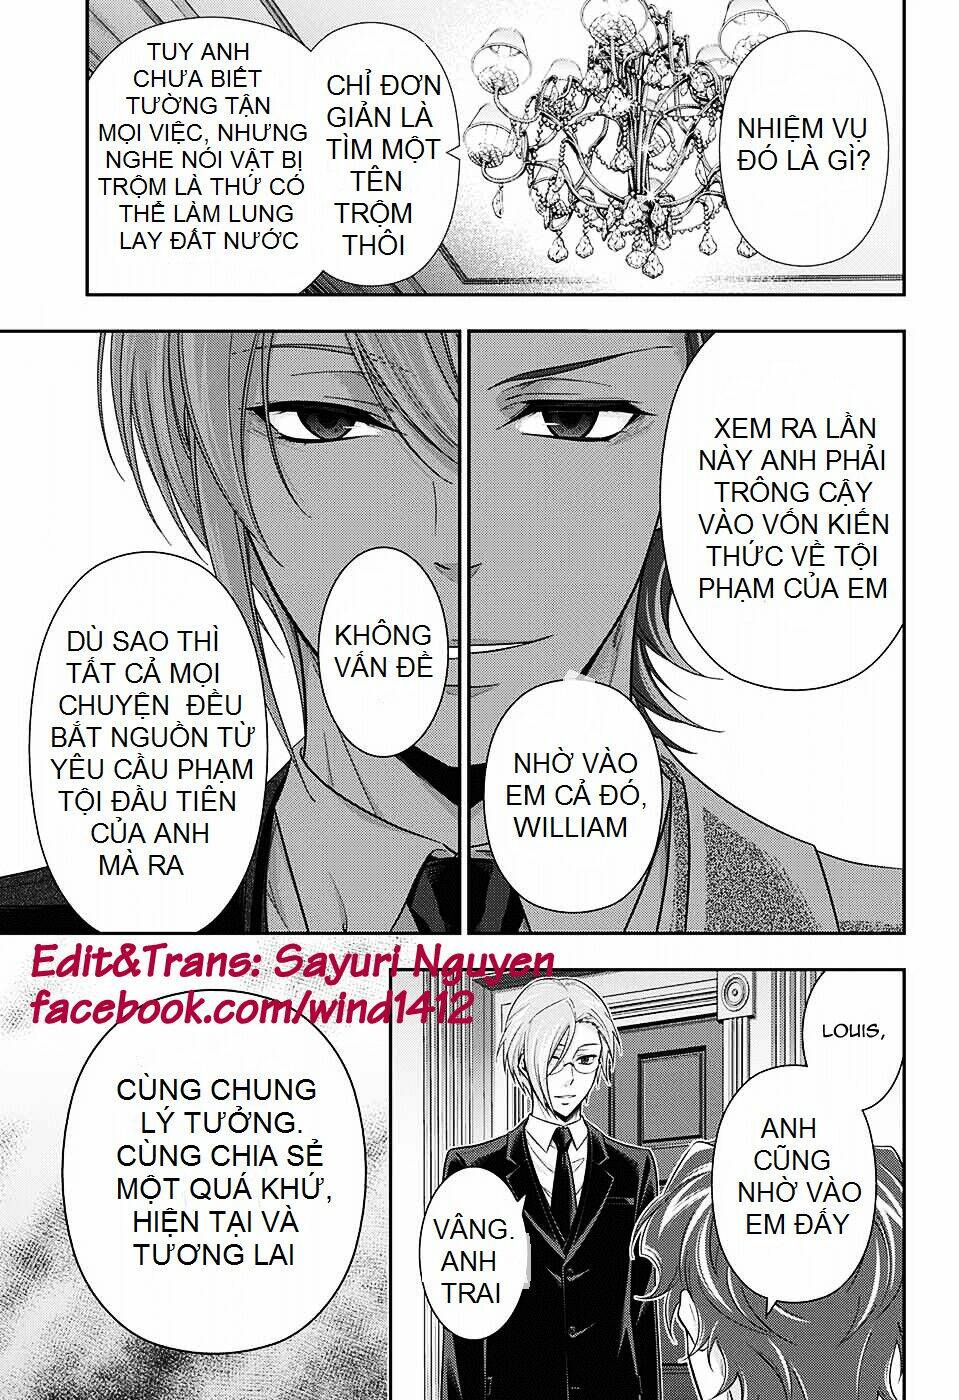 NHIỆM VỤ
ĐÓ LÀ GÌ?
CHỈ ĐƠN
GIẢN LÀ
TÌM MỘT
TÊN
TRỘM
THÔI
TUY ANH
CHƯA BIẾT
TƯỜNG TẬN
MỌI VIỆC, NHƯNG
NGHE NÓI VẬT BỊ
TRỘM LÀ THỨ CÓ
THỂ LÀM LUNG
LAY ĐẤT NƯỚC
XEM RA LẦN
NÀY ANH PHẢI
TRÔNG CẬY
VÀO VỐN KIẾN
THỨC VỀ TỘI
PHẠM CỦA EM
NHỜ VÀO
EM CẢ ĐÓ,
WILLIAM
KHÔNG
VẤN ĐỀ
DÙ SAO THÌ
TẤT CẢ MỌI
CHUYỆN ĐỀU
BẮT NGUỒN TỪ
YÊU CẦU PHẠM
TỘI ĐẦU TIÊN
CỦA ANH
MÀ RA
Edit&Trans: Sayuri Nguyen
facebook.com/wind1412
LOUIS,
ANH
CŨNG
NHỜ VÀO
EM ĐẤY
VÂNG.
ANH
TRAI
CÙNG CHUNG
LÝ TƯỞNG.
CÙNG CHIA SẺ
MỘT QUÁ KHỨ,
HIỆN TẠI VÀ
TƯƠNG LAI